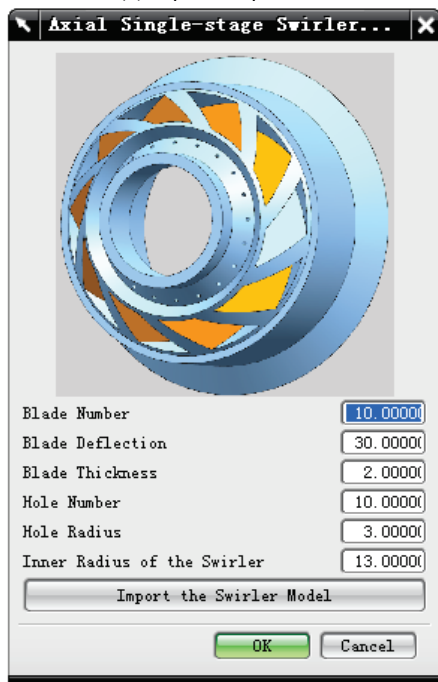 Axial Single-stage Swirler...
Blade Number 10.0000(
Blade Deflection 30.0000(
Blade Thickness 2.0000(
Hole Number 10.0000(
Hole Radius 3.0000(
Inner Radius of the Swirler 13.0000(
Import the Swirler Model
OK Cancel